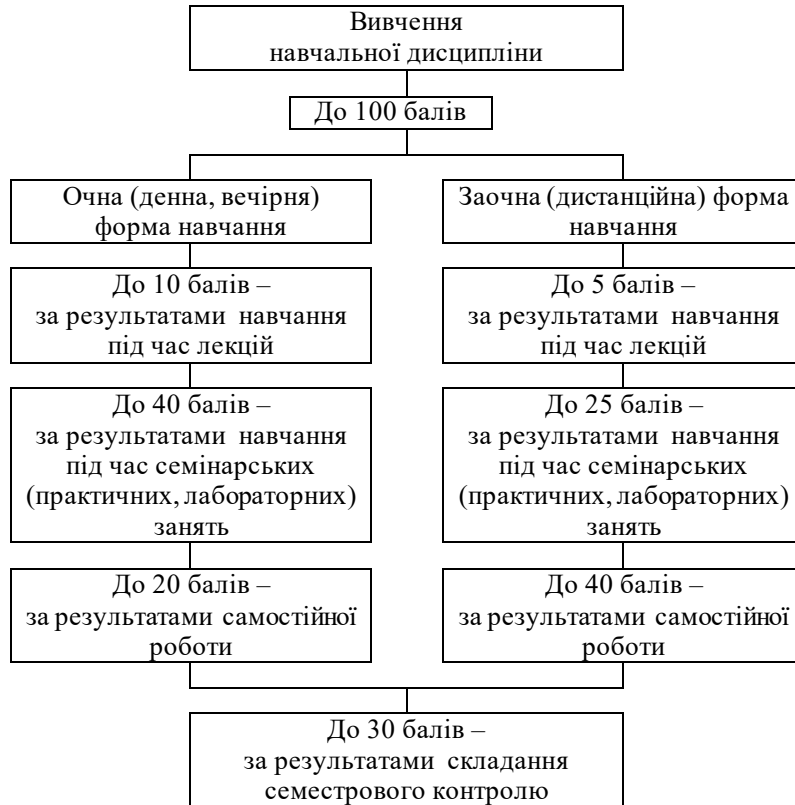 Вивчення
навчальної дисципліни
До 100 балів
Очна (денна, вечірня)
форма навчання
До 10 балів –
за результатами навчання
під час лекцій
До 40 балів –
за результатами навчання
під час семінарських
(практичних, лабораторних)
занять
До 20 балів –
за результатами самостійної
роботи
Заочна (дистанційна) форма
навчання
До 5 балів –
за результатами навчання
під час лекцій
До 25 балів –
за результатами навчання
під час семінарських
(практичних, лабораторних)
занять
До 40 балів –
за результатами самостійної
роботи
До 30 балів –
за результатами складання
семестрового контролю